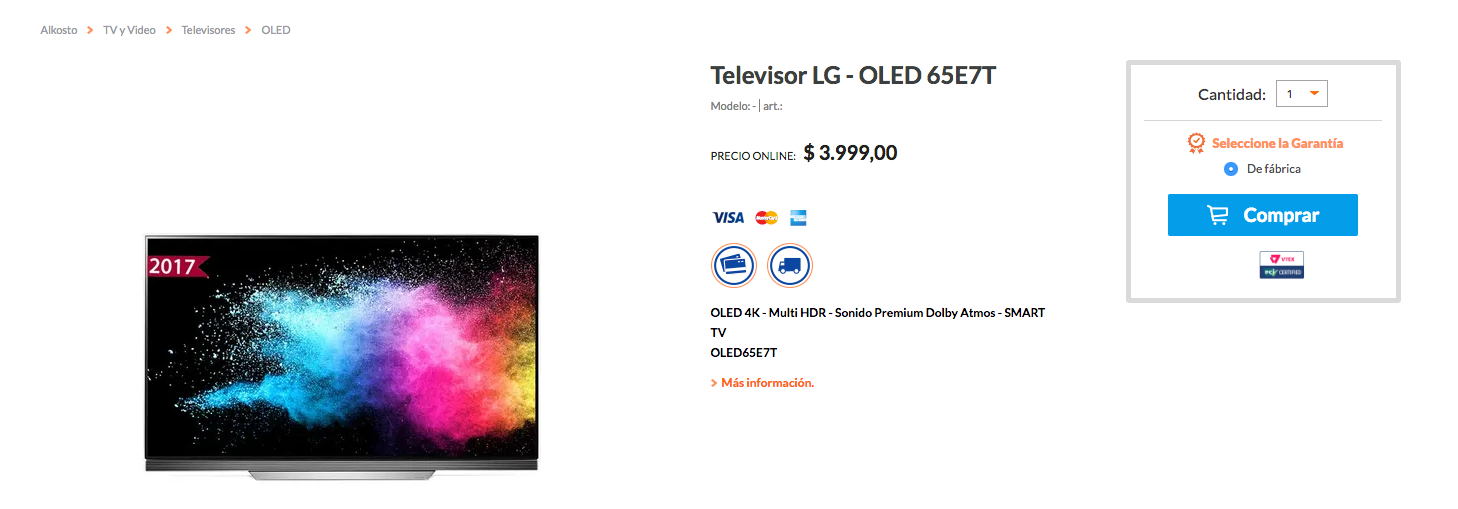 Alkosto > TV y Video > Televisores > OLED
Televisor LG - OLED 65E7T
Modelo: - | art.:
PRECIO ONLINE: $ 3.999,00
VISA MasterCard
OLED 4K - Multi HDR - Sonido Premium Dolby Atmos - SMART
TV
OLED65E7T
> Más información.
2017
Cantidad: 1
Seleccione la Garantía
De fábrica
Comprar
VTEX
PCI CERTIFIED